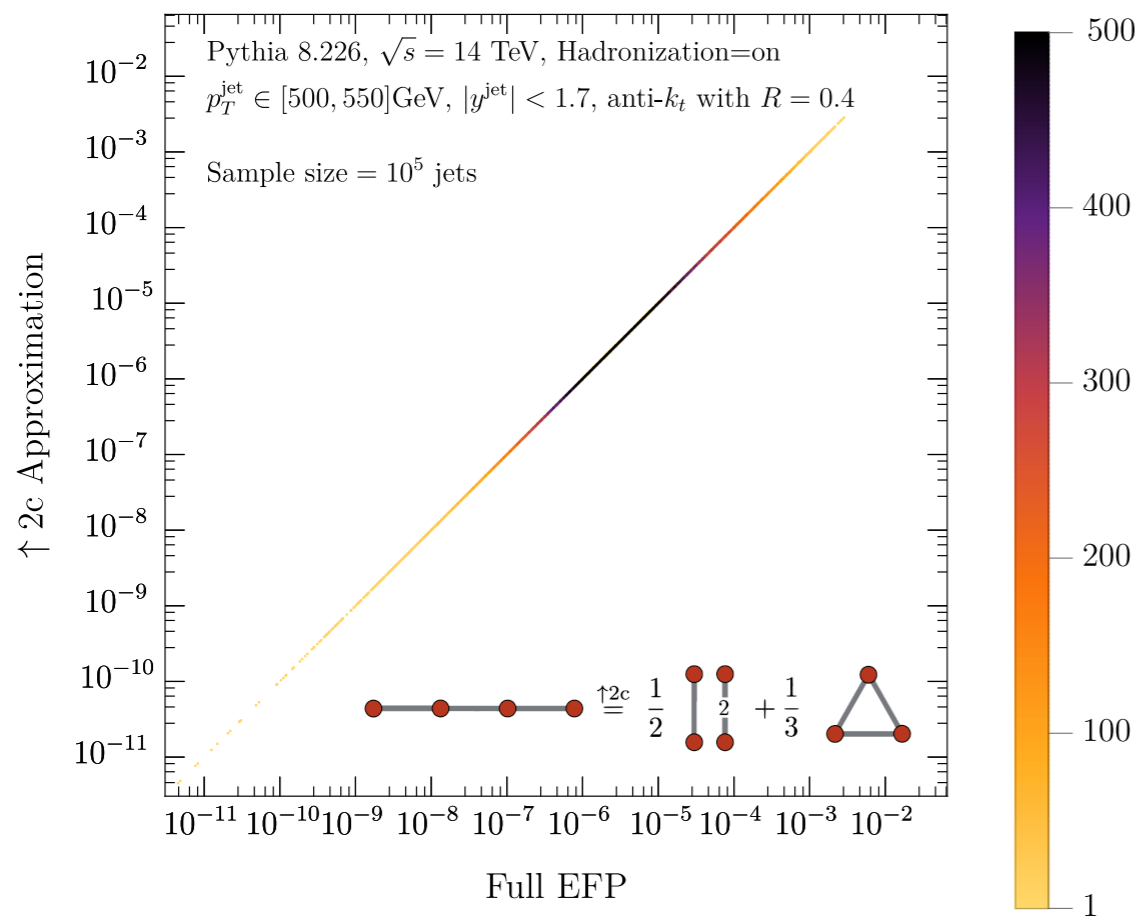 Pythia 8.226, √s = 14 TeV, Hadronization=on
p_T^jet ∈ [500, 550]GeV, |y^jet| < 1.7, anti-k_t with R = 0.4
Sample size = 10⁵ jets
↑ 2c Approximation
10⁻²
10⁻³
10⁻⁴
10⁻⁵
10⁻⁶
10⁻⁷
10⁻⁸
10⁻⁹
10⁻¹⁰
10⁻¹¹
↑2c
= 1/2 2 + 1/3
10⁻¹¹ 10⁻¹⁰ 10⁻⁹ 10⁻⁸ 10⁻⁷ 10⁻⁶ 10⁻⁵ 10⁻⁴ 10⁻³ 10⁻²
Full EFP
500
400
300
200
100
1